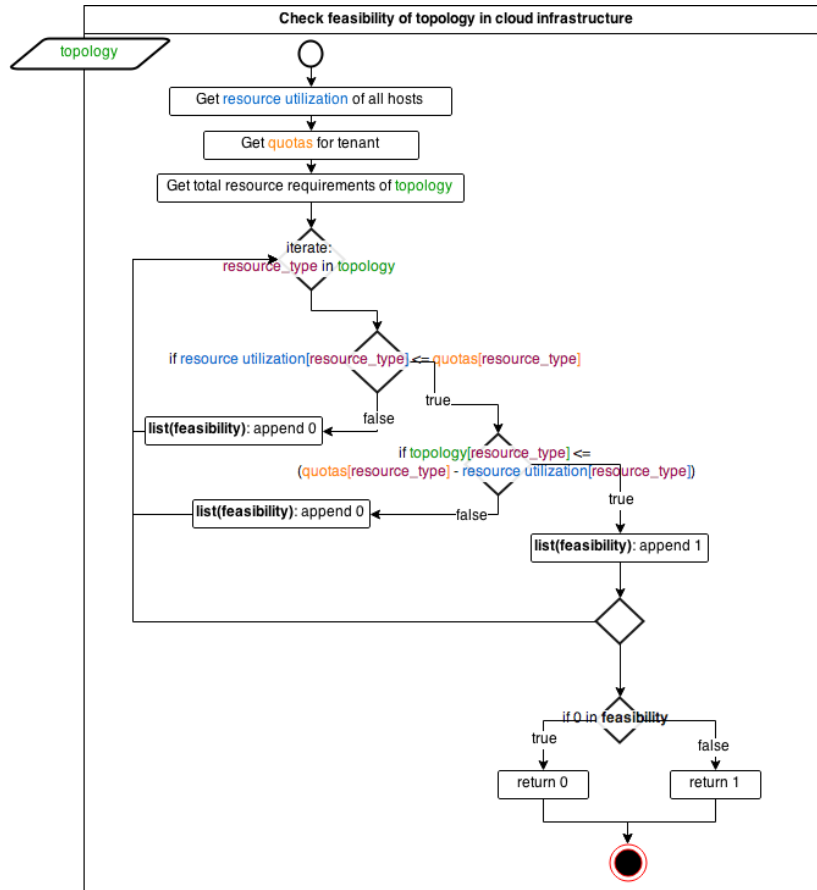 Check feasibility of topology in cloud infrastructure
topology
Get resource utilization of all hosts
Get quotas for tenant
Get total resource requirements of topology
iterate:
resource_type in topology
if resource utilization[resource_type] <= quotas[resource_type]
true
false
list(feasibility): append 0
if topology[resource_type] <=
(quotas[resource_type] - resource utilization[resource_type])
true
false
list(feasibility): append 0
list(feasibility): append 1
if 0 in feasibility
true
false
return 0
return 1